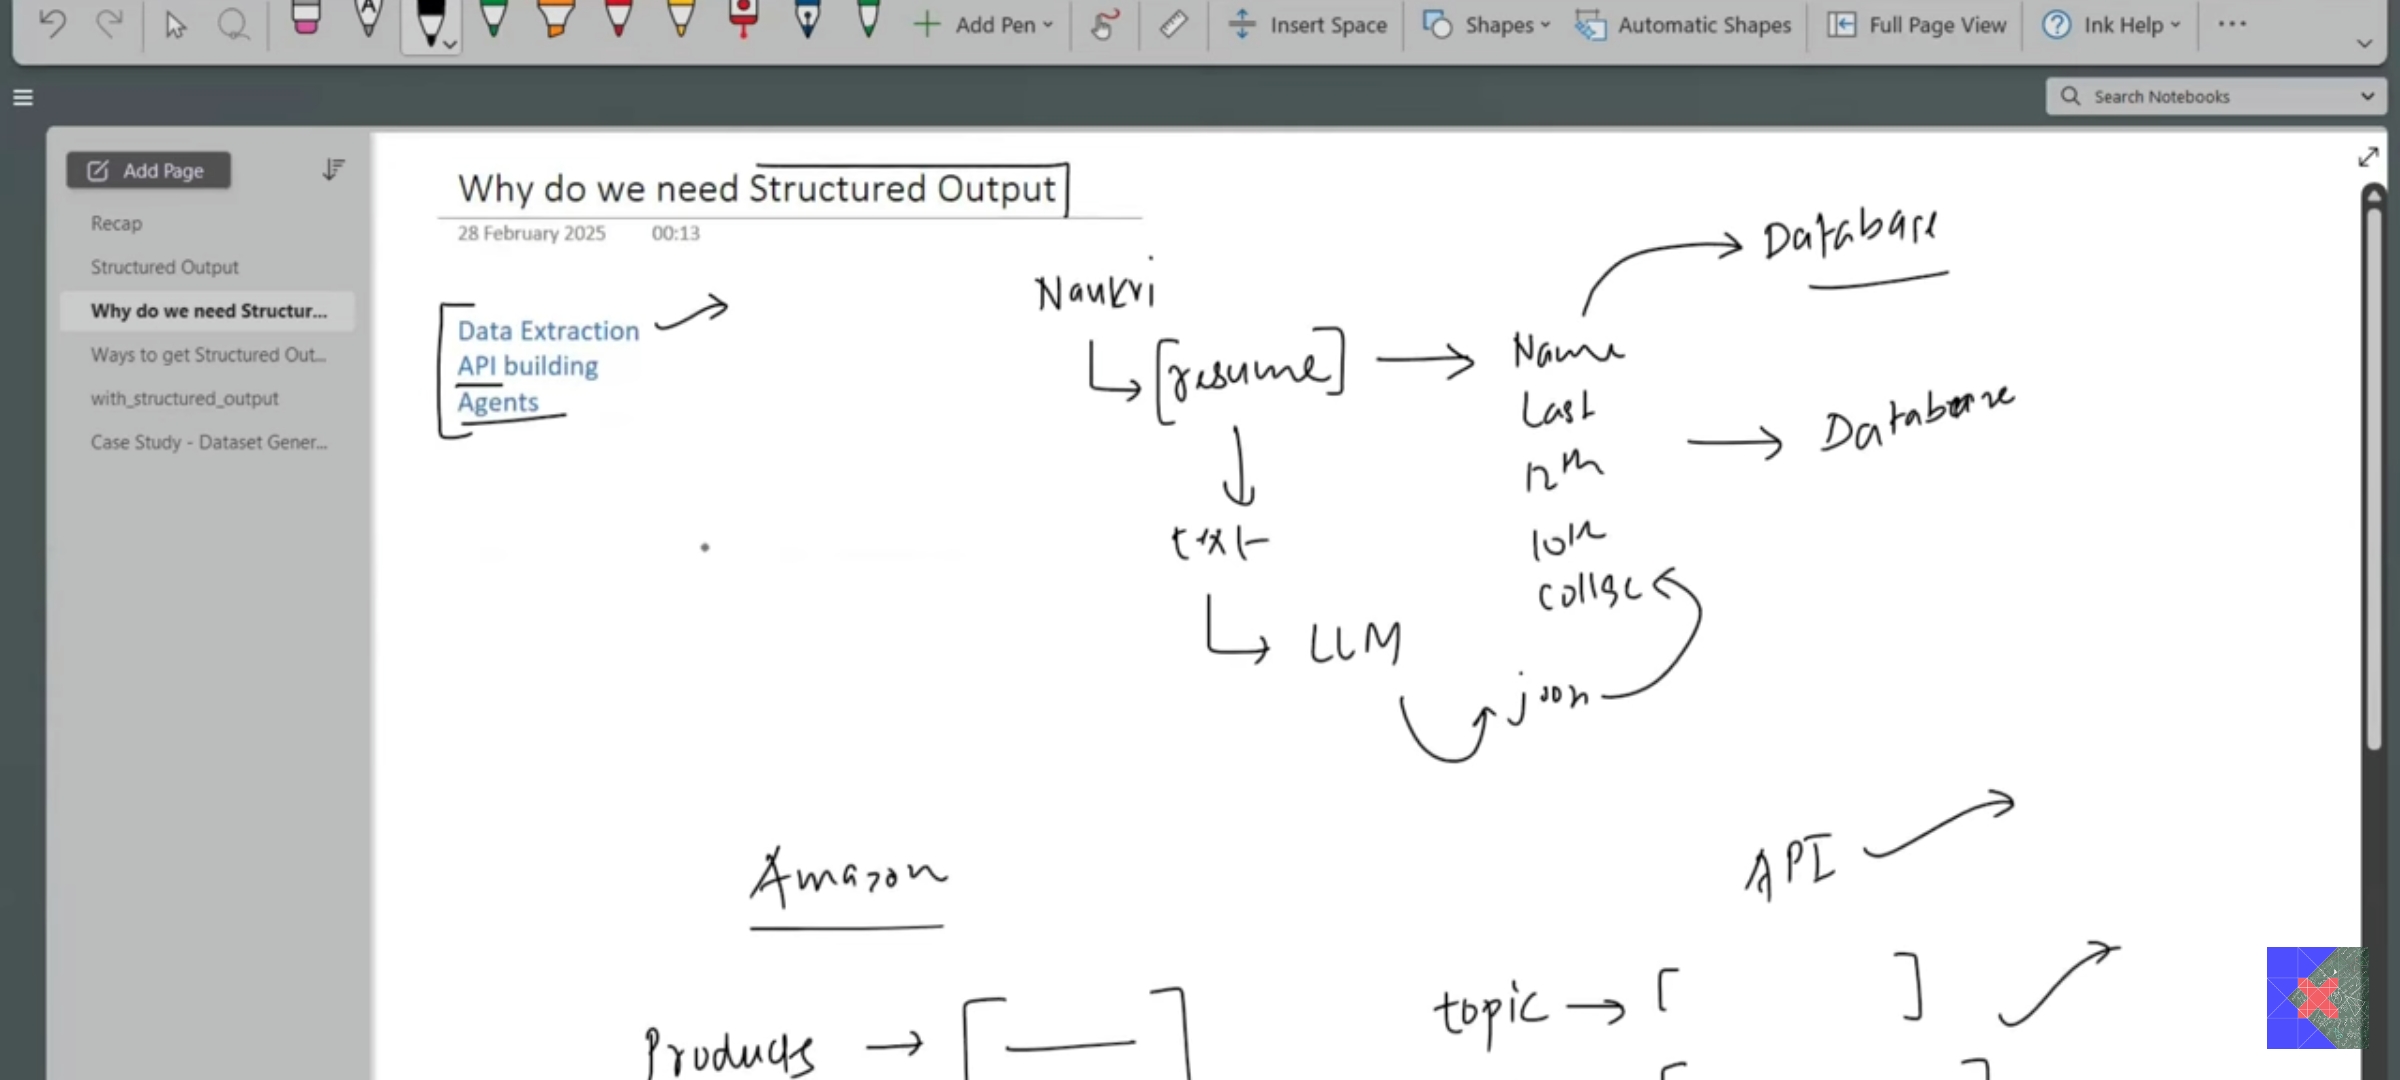 Add Pen
Insert Space
Shapes
Automatic Shapes
Full Page View
Ink Help
Search Notebooks
Add Page
Recap
Structured Output
Why do we need Structur...
Ways to get Structured Out...
with_structured_output
Case Study - Dataset Gener...
Why do we need Structured Output
28 February 2025 00:13
Data Extraction
API building
Agents
Naukri
[resume]
Name
Last
12th
10th
Database
Database
text
LLM
json
Amazon
Products → [ ]
API
topic → [ ]